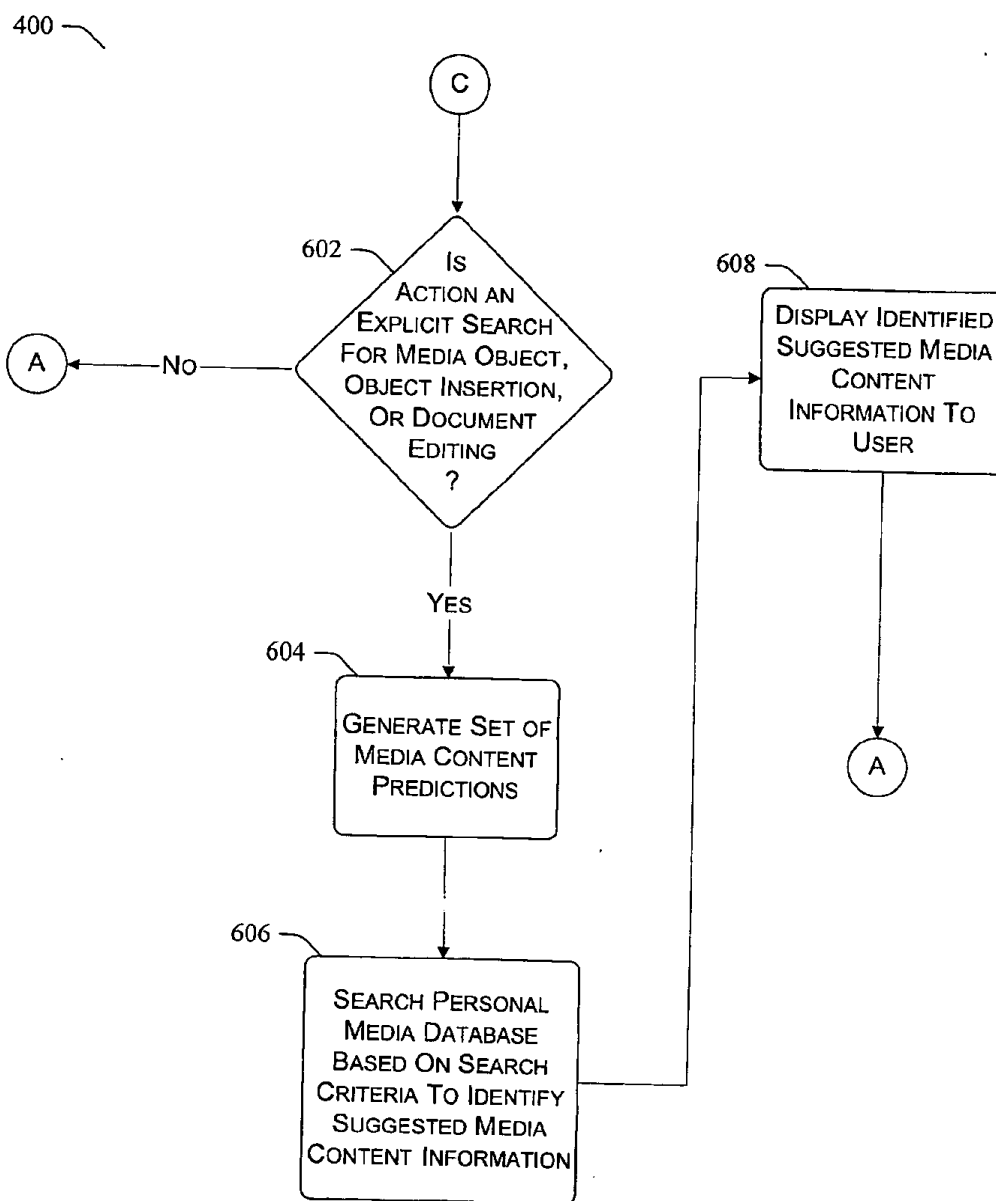 400
C
602
IS
ACTION AN
EXPLICIT SEARCH
FOR MEDIA OBJECT,
OBJECT INSERTION,
OR DOCUMENT
EDITING
?
A
NO
YES
604
GENERATE SET OF
MEDIA CONTENT
PREDICTIONS
606
SEARCH PERSONAL
MEDIA DATABASE
BASED ON SEARCH
CRITERIA TO IDENTIFY
SUGGESTED MEDIA
CONTENT INFORMATION
608
DISPLAY IDENTIFIED
SUGGESTED MEDIA
CONTENT
INFORMATION TO
USER
A